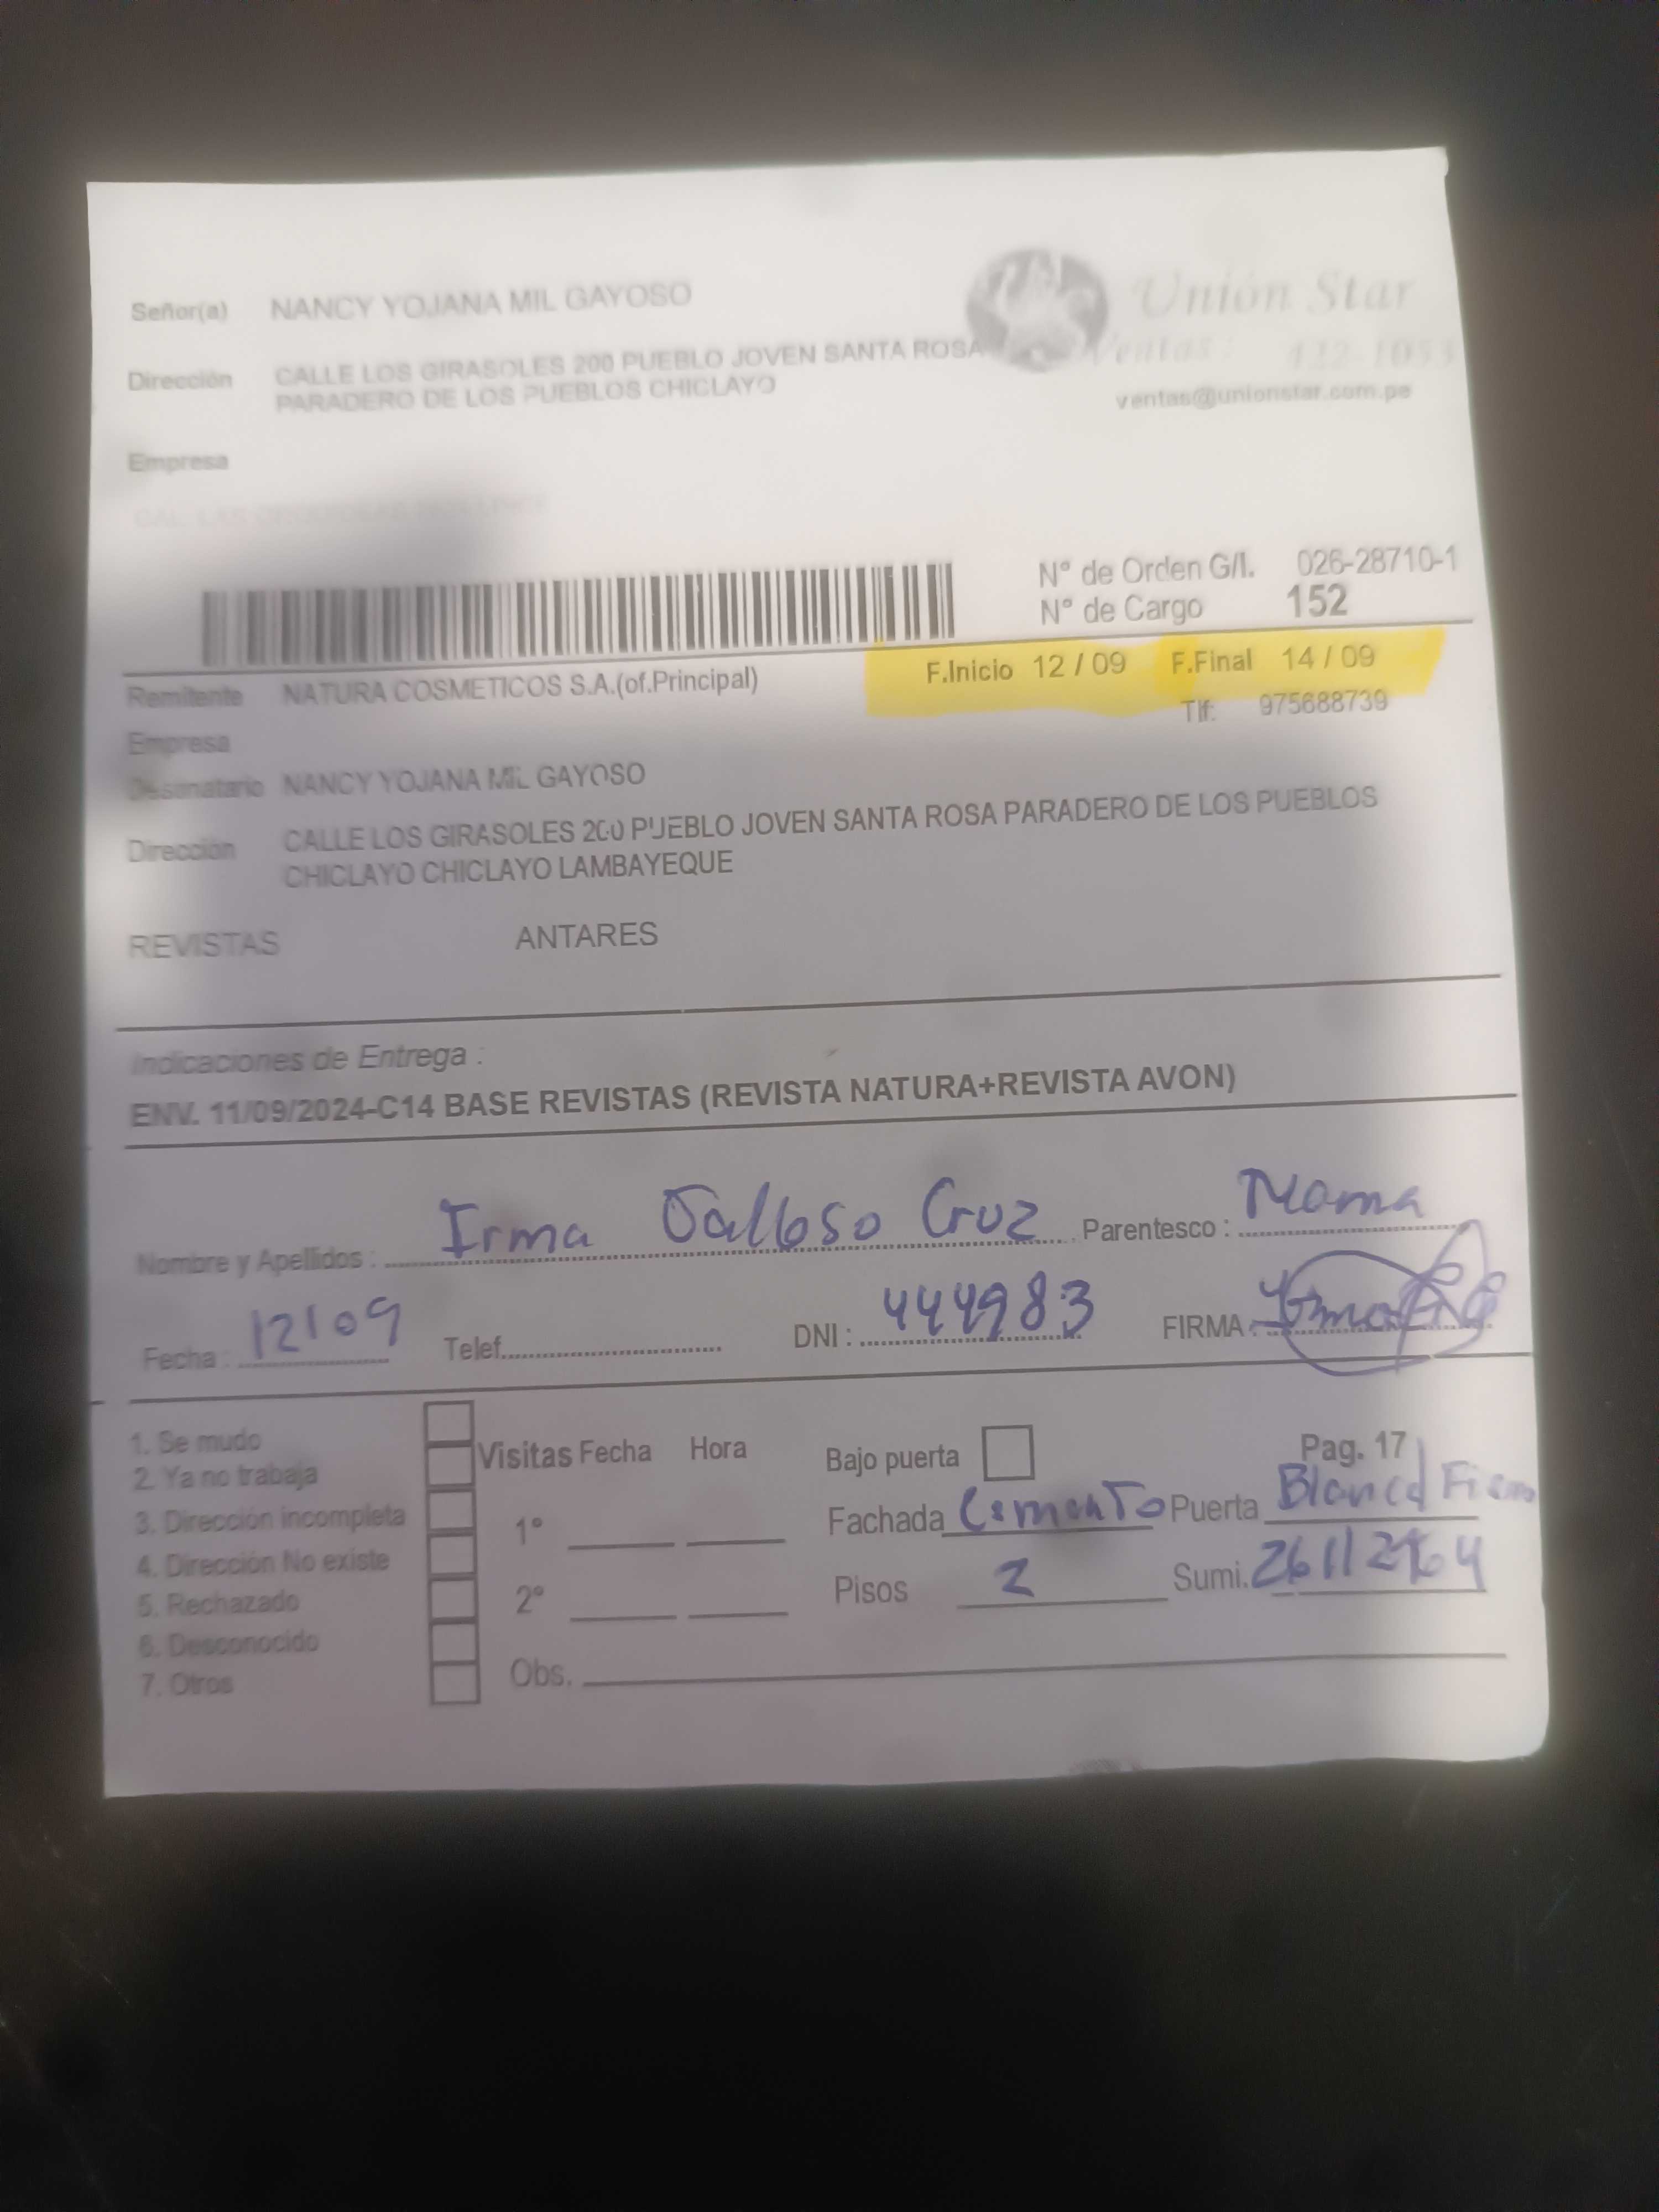 Señor(a) NANCY YOJANA MIL GAYOSO
Unión Star
Dirección CALLE LOS GIRASOLES 200 PUEBLO JOVEN SANTA ROSA
PARADERO DE LOS PUEBLOS CHICLAYO
Ventas: 422-1053
ventas@unionstar.com.pe
Empresa
N° de Orden G/I. 026-28710-1
N° de Cargo 152
Remitente NATURA COSMETICOS S.A.(of.Principal) F.Inicio 12 / 09 F.Final 14 / 09
Empresa Tlf: 975688739
Destinatario NANCY YOJANA MIL GAYOSO
Dirección CALLE LOS GIRASOLES 200 PUEBLO JOVEN SANTA ROSA PARADERO DE LOS PUEBLOS
CHICLAYO CHICLAYO LAMBAYEQUE
REVISTAS ANTARES
Indicaciones de Entrega :
ENV. 11/09/2024-C14 BASE REVISTAS (REVISTA NATURA+REVISTA AVON)
Nombre y Apellidos : Irma Cruz Parentesco : Mama
Fecha : 12/09 Telef. DNI : 444983 FIRMA :
1. Se mudo
2. Ya no trabaja
3. Dirección incompleta
4. Dirección No existe
5. Rechazado
6. Desconocido
7. Otros
Visitas Fecha Hora
1°
2°
Obs.
Bajo puerta Pag. 17
Fachada Cemento Puerta Blanca Fierro
Pisos 2 Sumi.